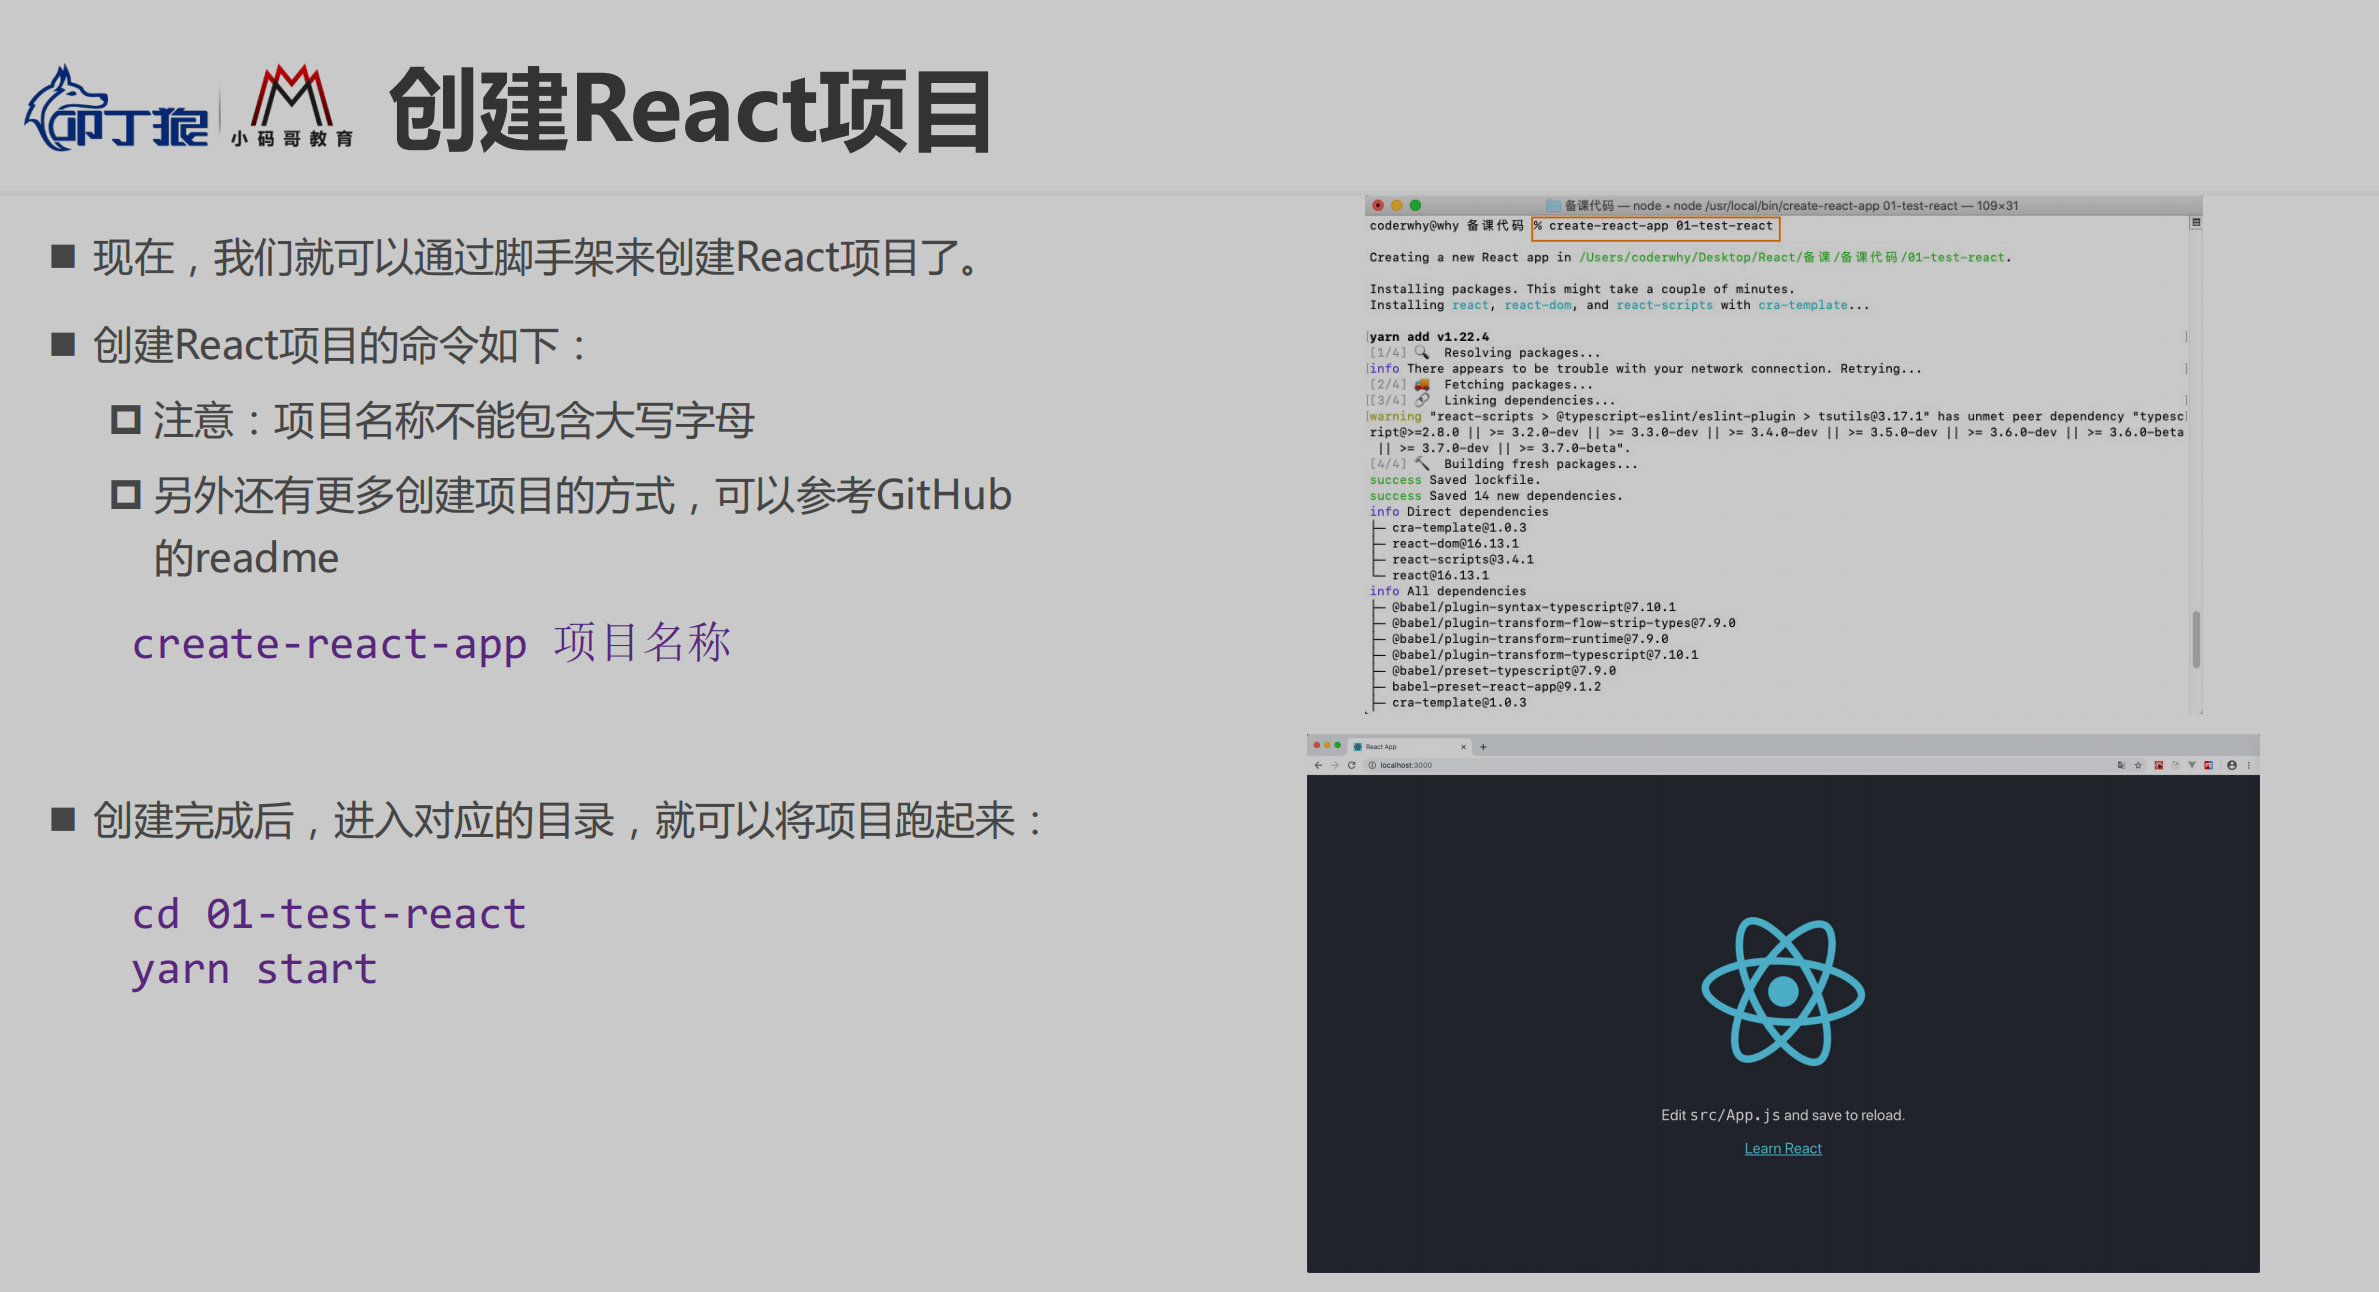 叩丁狼
小码哥教育
创建React项目
现在，我们就可以通过脚手架来创建React项目了。
创建React项目的命令如下：
注意：项目名称不能包含大写字母
另外还有更多创建项目的方式，可以参考GitHub
的readme
create-react-app 项目名称
创建完成后，进入对应的目录，就可以将项目跑起来：
cd 01-test-react
yarn start
备课代码 — node ◂ node /usr/local/bin/create-react-app 01-test-react — 109×31
coderwhy@why 备课代码 % create-react-app 01-test-react
Creating a new React app in /Users/coderwhy/Desktop/React/备课/备课代码/01-test-react.
Installing packages. This might take a couple of minutes.
Installing react, react-dom, and react-scripts with cra-template...
[yarn add v1.22.4 ]
[1/4] 🔍 Resolving packages...
[info There appears to be trouble with your network connection. Retrying... ]
[2/4] 🚚 Fetching packages...
[[3/4] 🔗 Linking dependencies... ]
[warning "react-scripts > @typescript-eslint/eslint-plugin > tsutils@3.17.1" has unmet peer dependency "typesc]
ript@>=2.8.0 || >= 3.2.0-dev || >= 3.3.0-dev || >= 3.4.0-dev || >= 3.5.0-dev || >= 3.6.0-dev || >= 3.6.0-beta
|| >= 3.7.0-dev || >= 3.7.0-beta".
[4/4] 🔨 Building fresh packages...
success Saved lockfile.
success Saved 14 new dependencies.
info Direct dependencies
├─ cra-template@1.0.3
├─ react-dom@16.13.1
├─ react-scripts@3.4.1
└─ react@16.13.1
info All dependencies
├─ @babel/plugin-syntax-typescript@7.10.1
├─ @babel/plugin-transform-flow-strip-types@7.9.0
├─ @babel/plugin-transform-runtime@7.9.0
├─ @babel/plugin-transform-typescript@7.10.1
├─ @babel/preset-typescript@7.9.0
├─ babel-preset-react-app@9.1.2
├─ cra-template@1.0.3
React App
localhost:3000
Edit src/App.js and save to reload.
Learn React